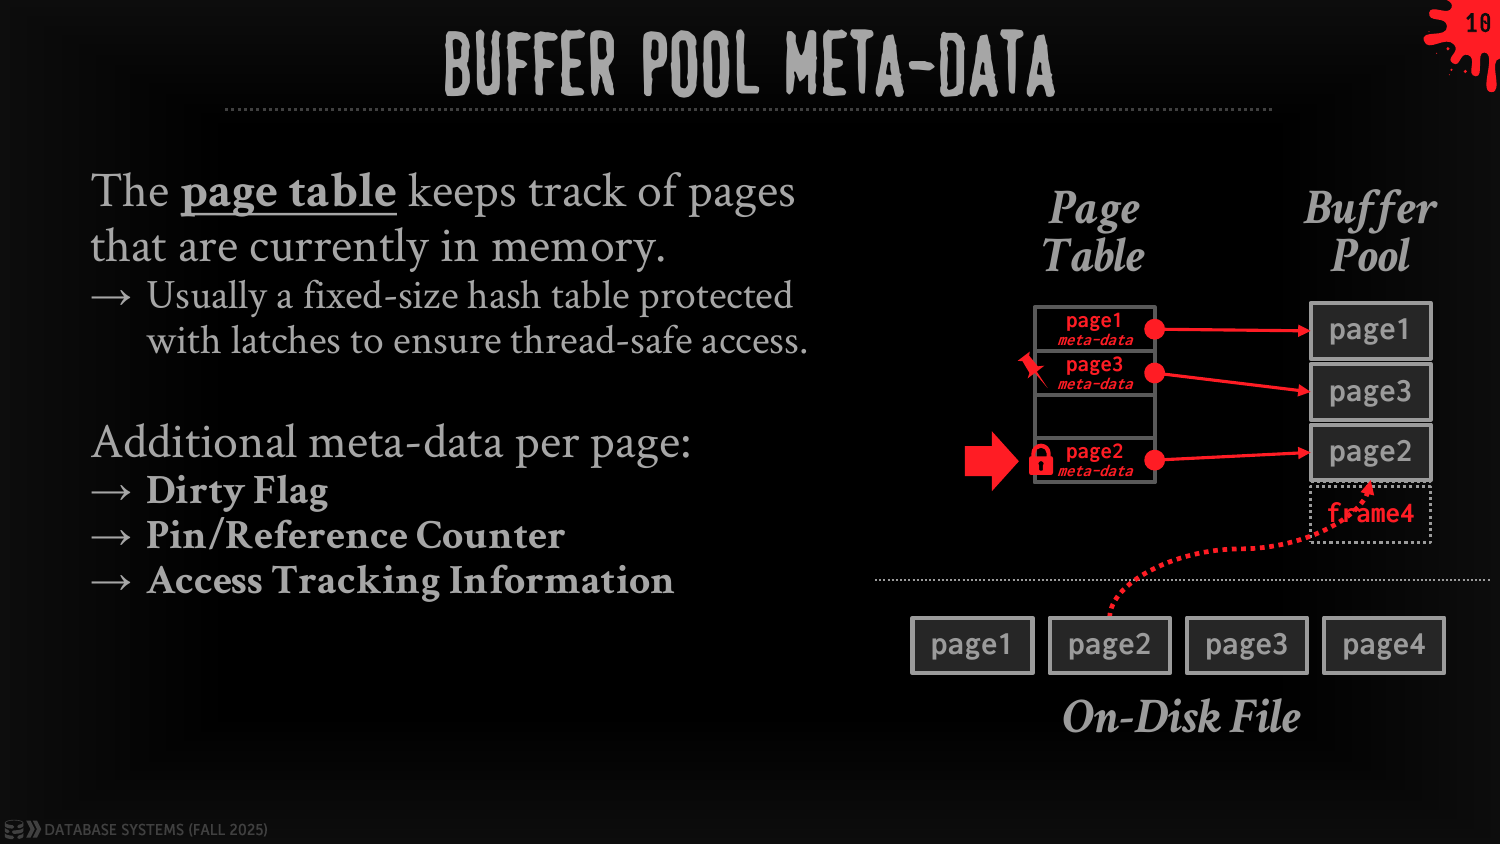 10
BUFFER POOL META-DATA
The page table keeps track of pages
that are currently in memory.
→ Usually a fixed-size hash table protected
with latches to ensure thread-safe access.
Additional meta-data per page:
→ Dirty Flag
→ Pin/Reference Counter
→ Access Tracking Information
Page
Table
page1
meta-data
page3
meta-data
page2
meta-data
Buffer
Pool
page1
page3
page2
frame4
page1 page2 page3 page4
On-Disk File
DATABASE SYSTEMS (FALL 2025)